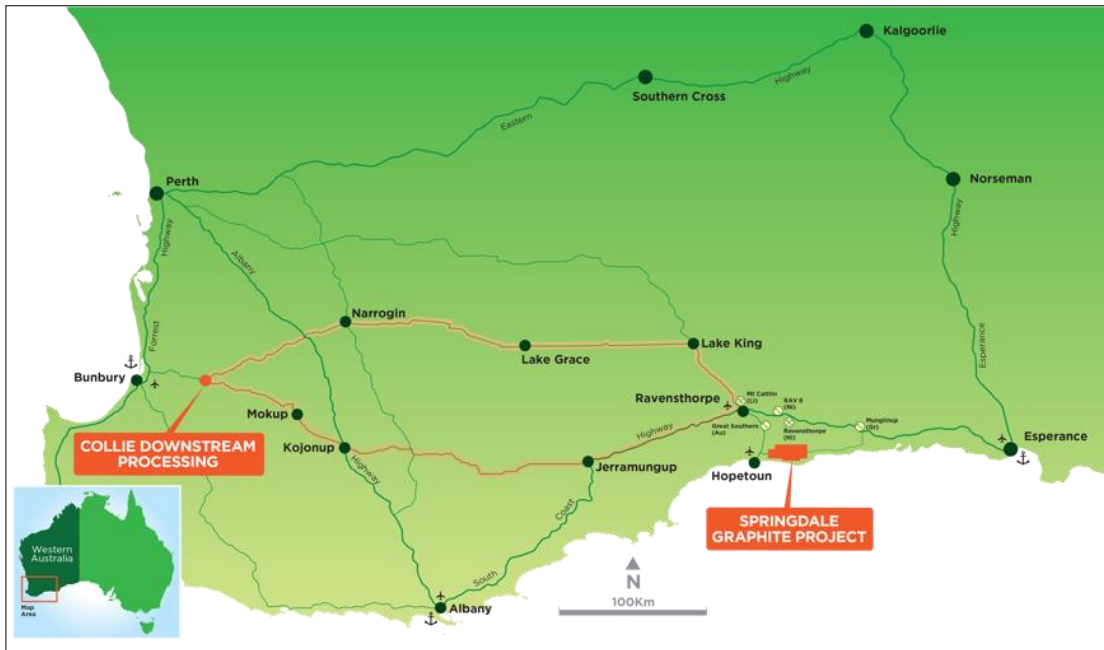 Kalgoorlie
Highway
Southern Cross
Eastern
Perth
Norseman
Highway
Highway
Albany
Narrogin
Forrest
Lake King
Lake Grace
Esperance
Bunbury
Mt Cattlin
(Li)
RAV 8
(Ni)
Ravensthorpe
Mokup
Great Southern
(Au)
Ravensthorpe
(Ni)
Munglinup
(Gr)
Highway
COLLIE DOWNSTREAM
PROCESSING
Kojonup
Esperance
Highway
Jerramungup
Hopetoun
SPRINGDALE
GRAPHITE PROJECT
Coast
Western
Australia
South
N
100Km
Map
Area
Albany